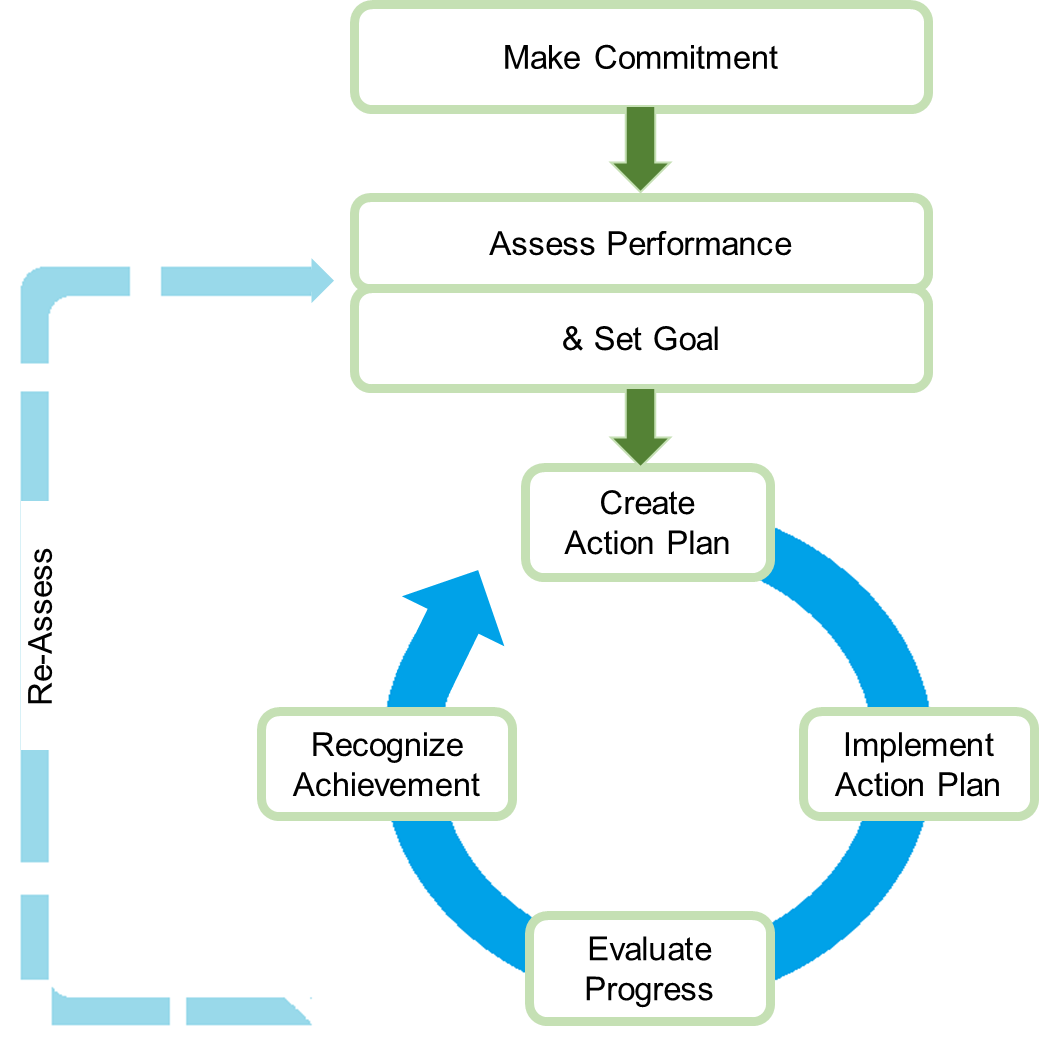 Make Commitment
Assess Performance
& Set Goal
Create
Action Plan
Re-Assess
Recognize
Achievement
Implement
Action Plan
Evaluate
Progress